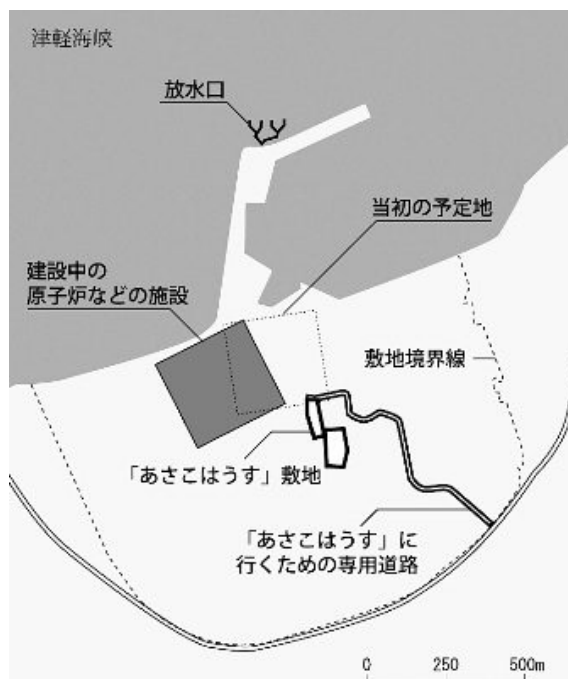 津軽海峡
放水口
当初の予定地
建設中の
原子炉などの施設
敷地境界線
「あさこはうす」敷地
「あさこはうす」に
行くための専用道路
0 250 500m